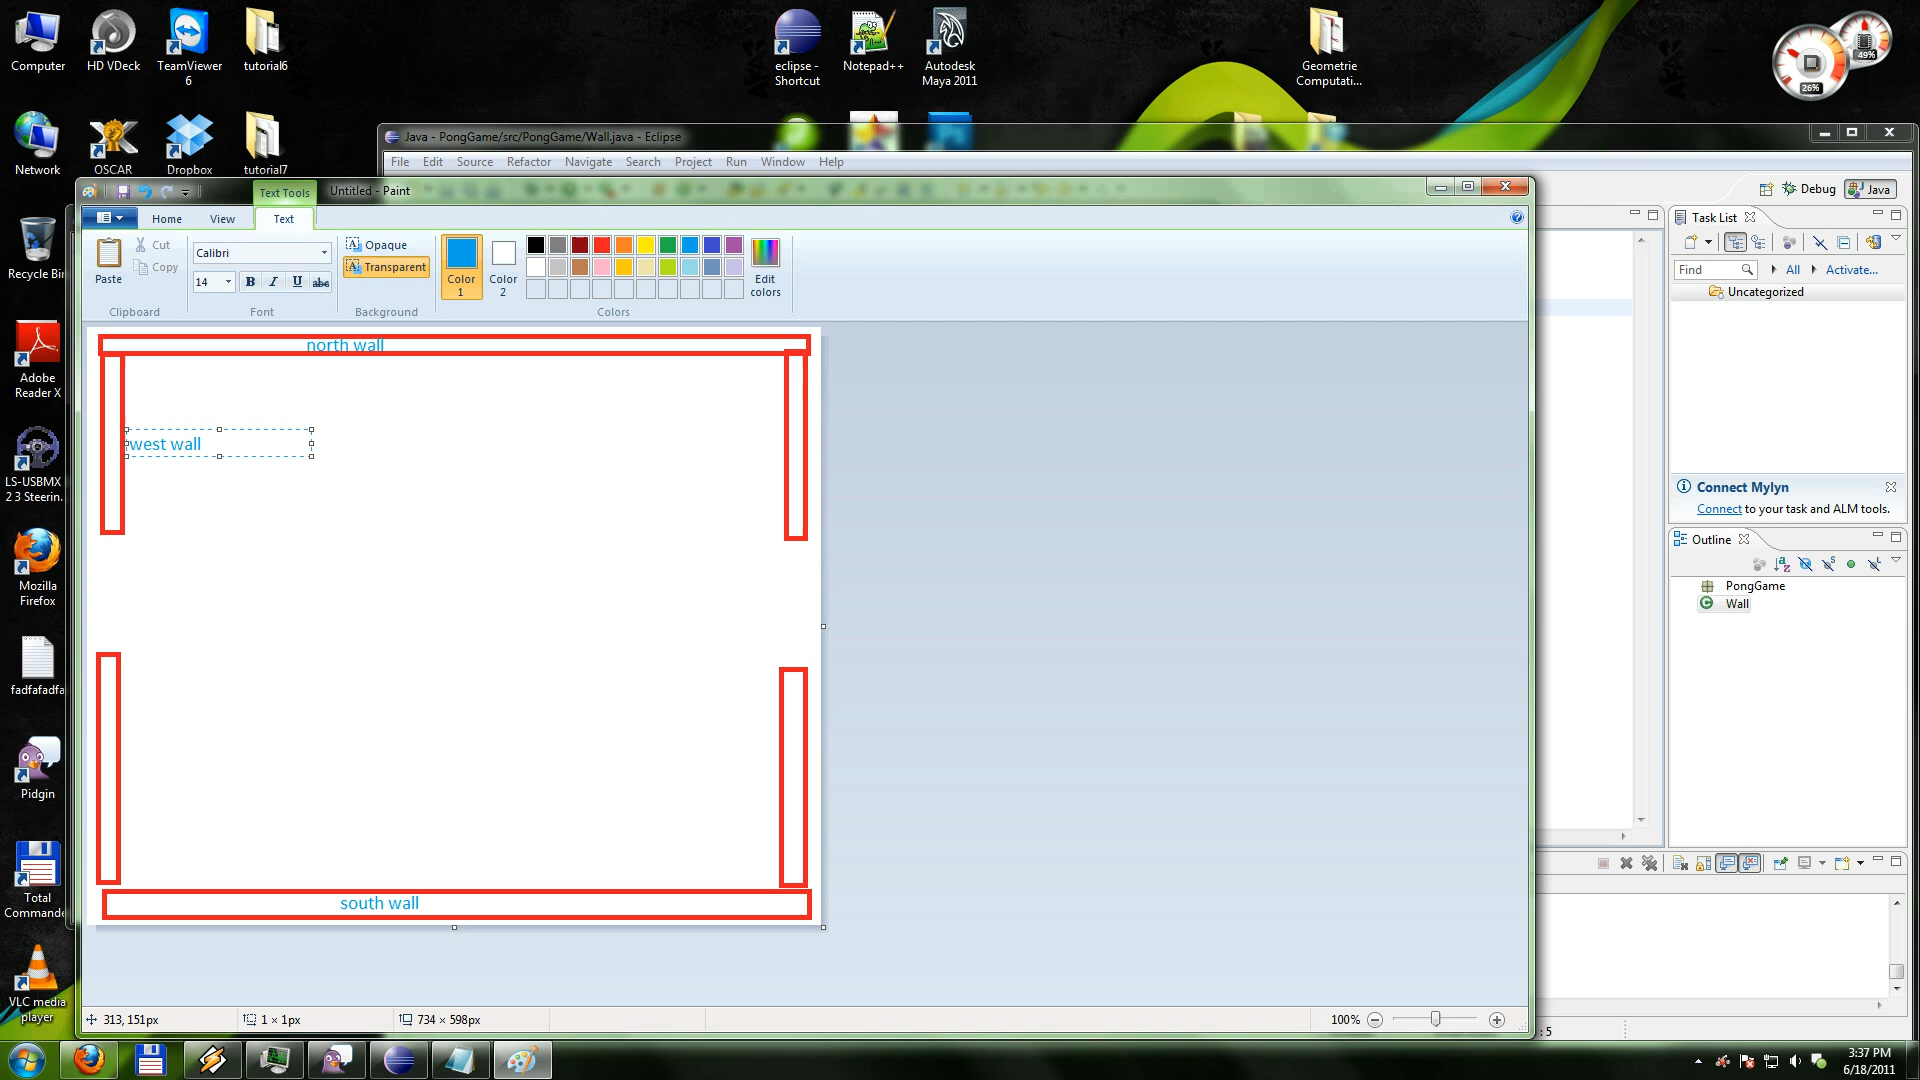 Computer
HD VDeck
TeamViewer 6
tutorial6
eclipse - Shortcut
Notepad++
Autodesk Maya 2011
Geometrie Computati...
49%
26%
Network
OSCAR
Dropbox
tutorial7
Java - PongGame/src/PongGame/Wall.java - Eclipse
File Edit Source Refactor Navigate Search Project Run Window Help
Text Tools
Untitled - Paint
Debug
Java
Home View Text
Task List
Recycle Bin
Paste
Cut
Copy
Calibri
14
B I U abc
Opaque
Transparent
Color 1
Color 2
Edit colors
Clipboard
Font
Background
Colors
Find
All
Activate...
Uncategorized
north wall
west wall
south wall
Adobe Reader X
LS-USBMX 2 3 Steerin...
Mozilla Firefox
fadfafadfa
Pidgin
Total Commande
VLC media player
Connect Mylyn
Connect to your task and ALM tools.
Outline
PongGame
Wall
313, 151px
1 × 1px
734 × 598px
100%
: 5
3:37 PM
6/18/2011